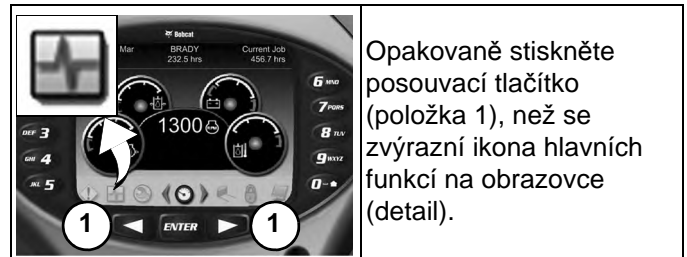 Bobcat
Mar BRADY Current Job
232.5 hrs 456.7 hrs
6 MNO
7 PQRS
DEF 3
8 TUV
1300 RPM
GHI 4
9 WXYZ
JKL 5
0-
1 ENTER 1
Opakovaně stiskněte
posouvací tlačítko
(položka 1), než se
zvýrazní ikona hlavních
funkcí na obrazovce
(detail).